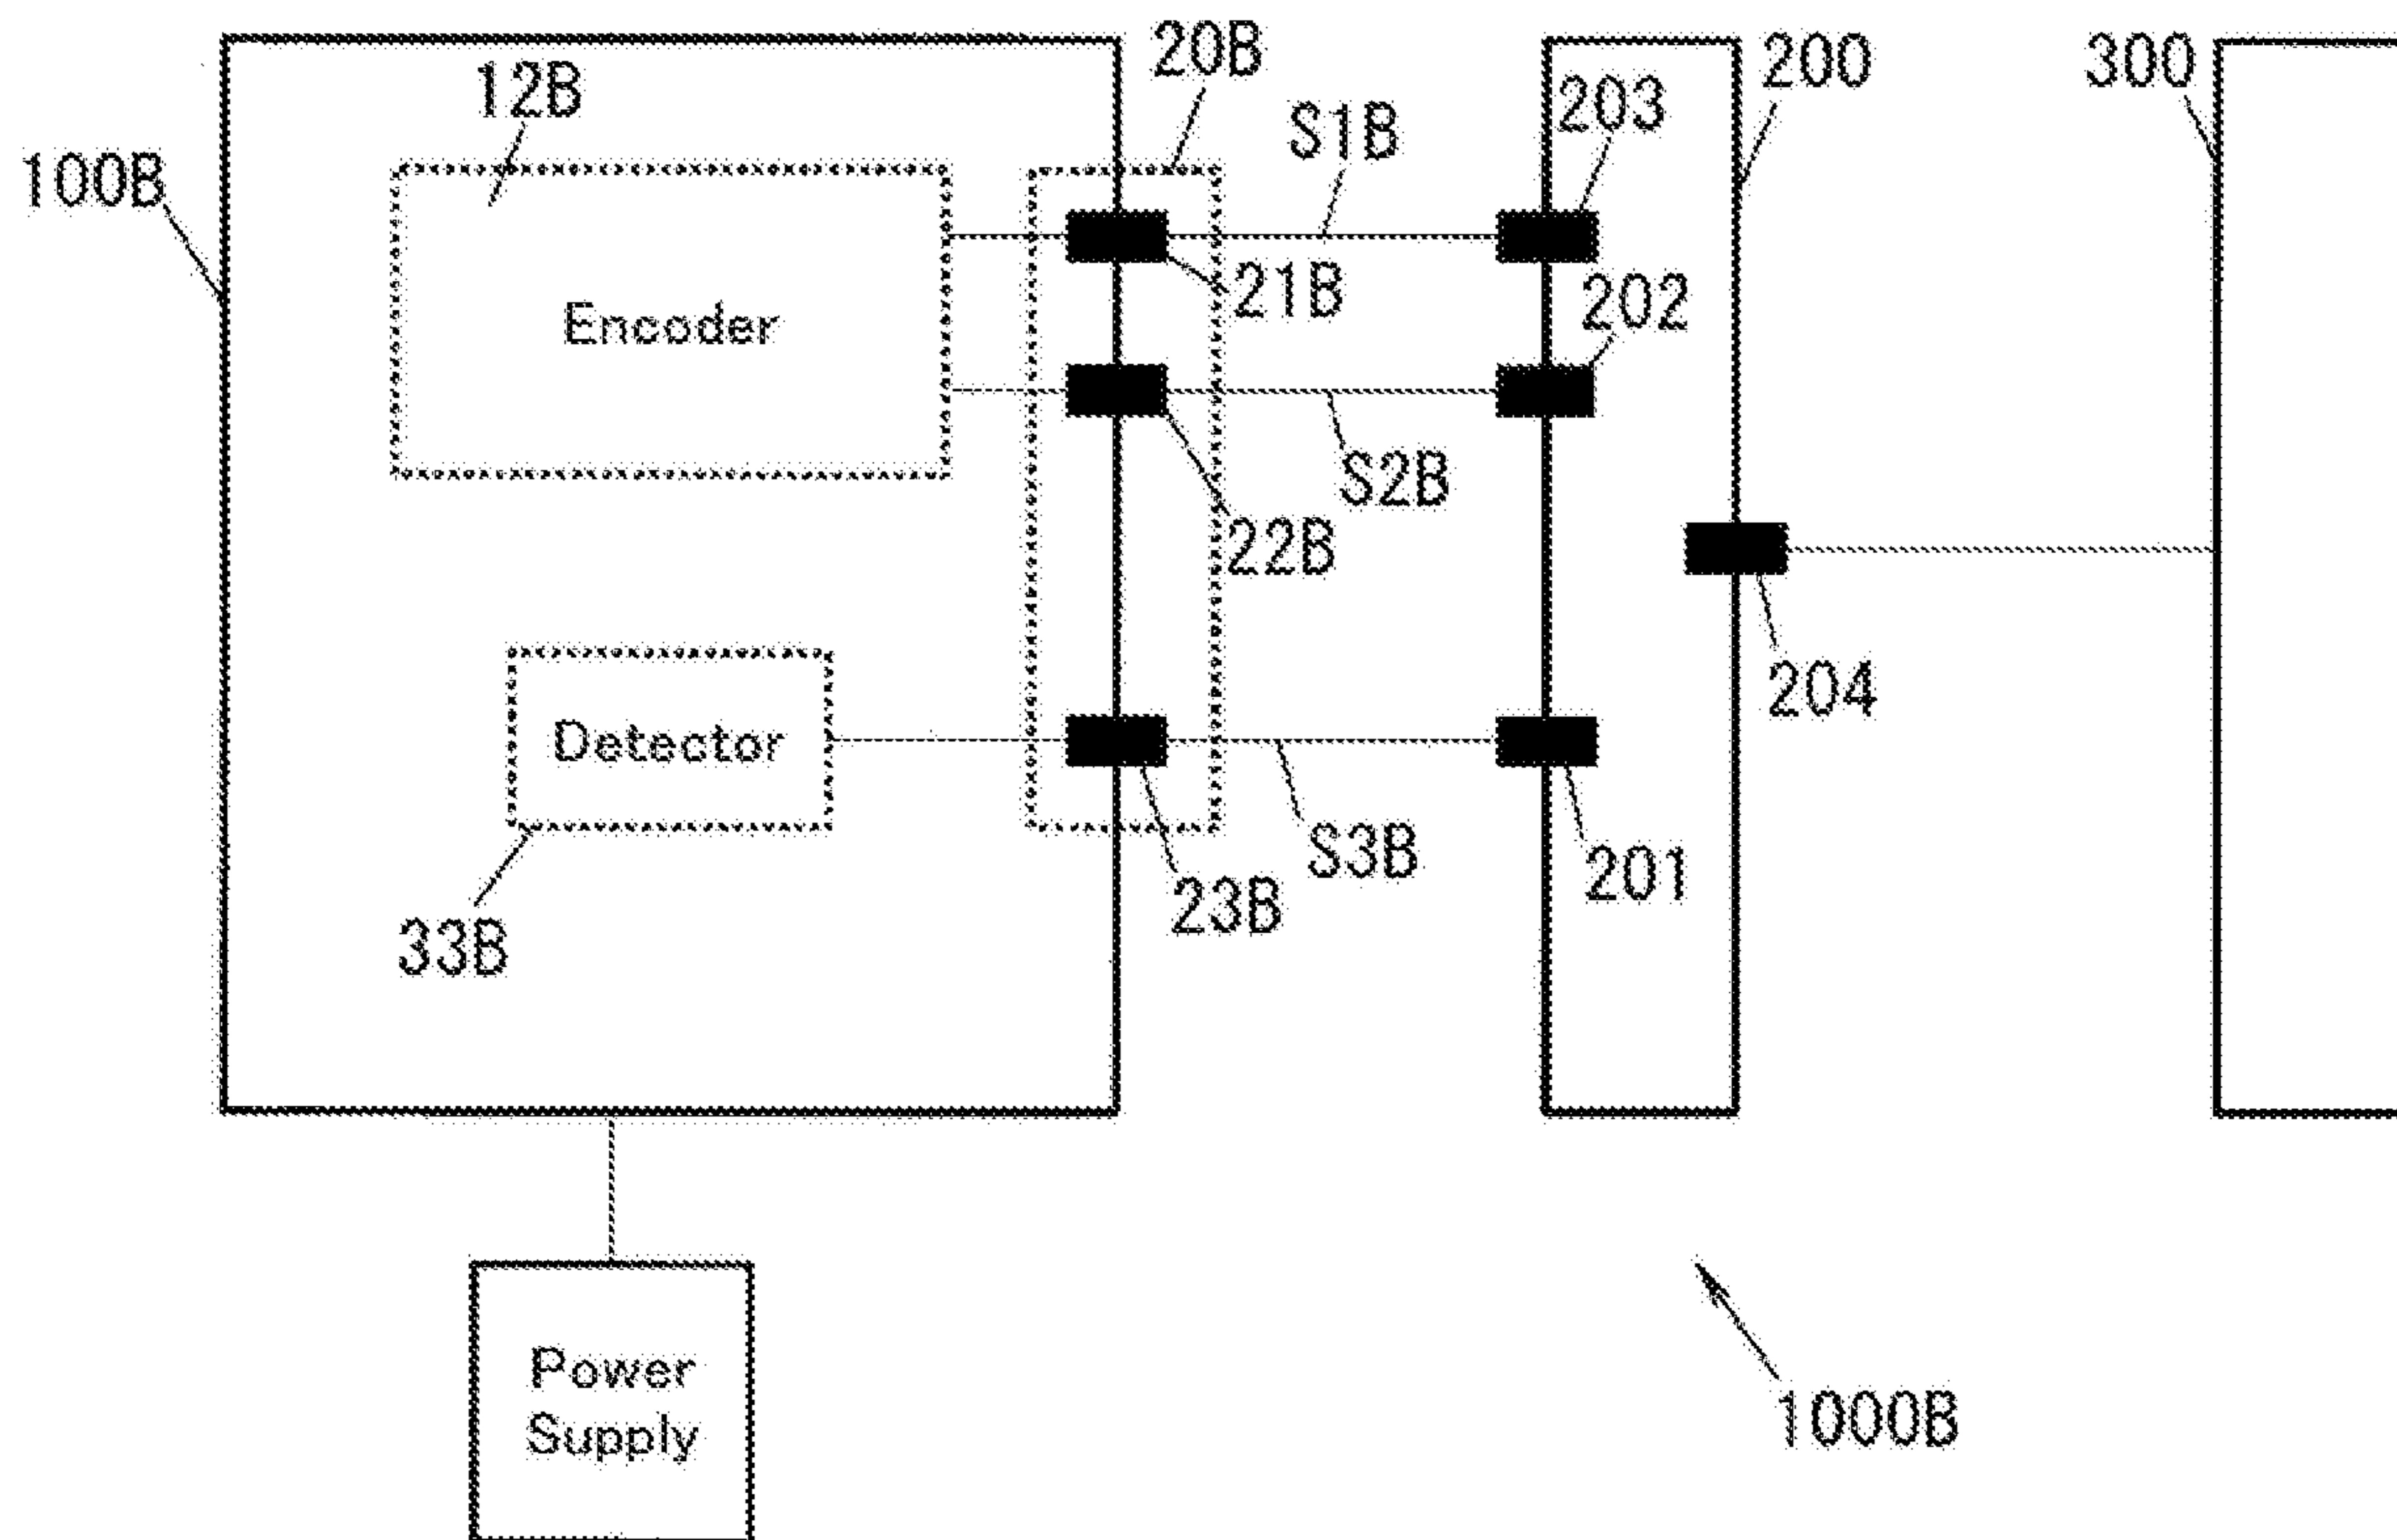 20B
200
300
12B
203
S1B
100B
21B
202
Encoder
S2B
22B
204
Detector
S3B
201
23B
33B
Power
Supply
1000B